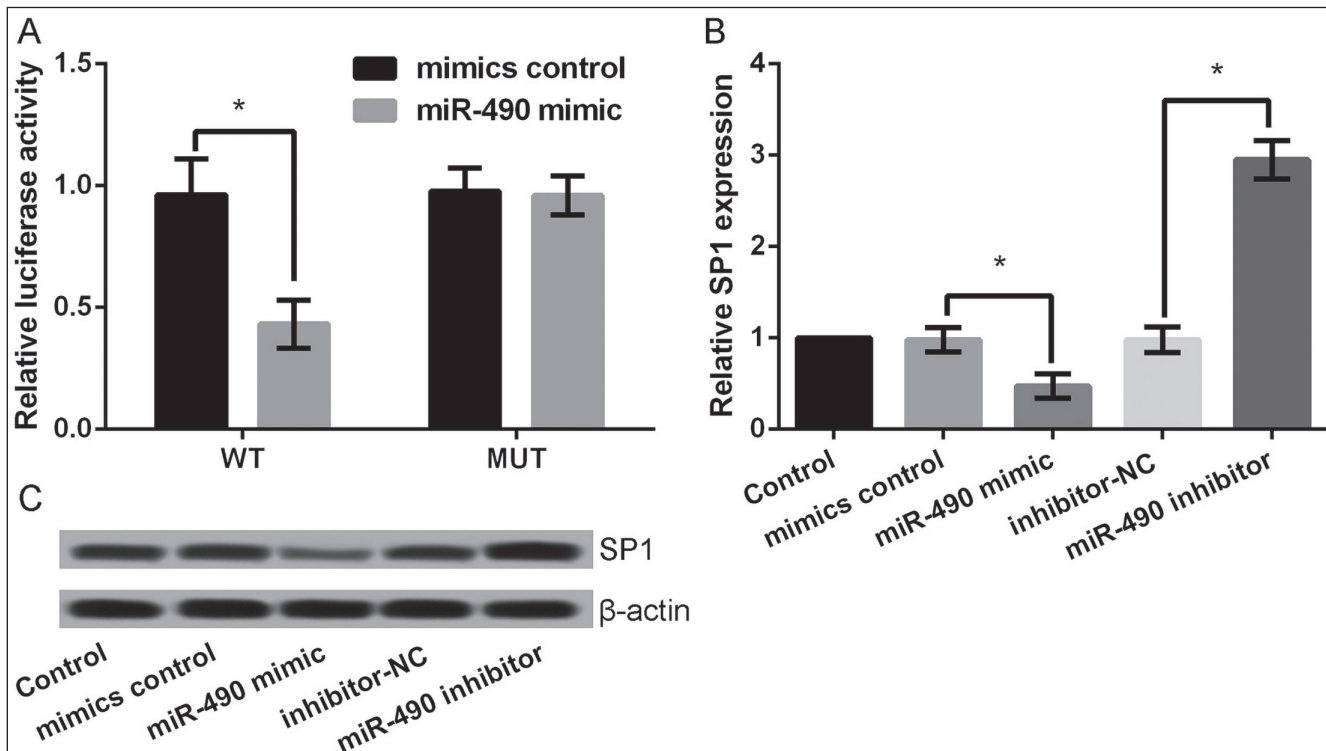 A
Relative luciferase activity
1.5
1.0
0.5
0.0
*
mimics control
miR-490 mimic
WT
MUT
B
Relative SP1 expression
4
3
2
1
0
*
*
Control
mimics control
miR-490 mimic
inhibitor-NC
miR-490 inhibitor
C
SP1
β-actin
Control
mimics control
miR-490 mimic
inhibitor-NC
miR-490 inhibitor